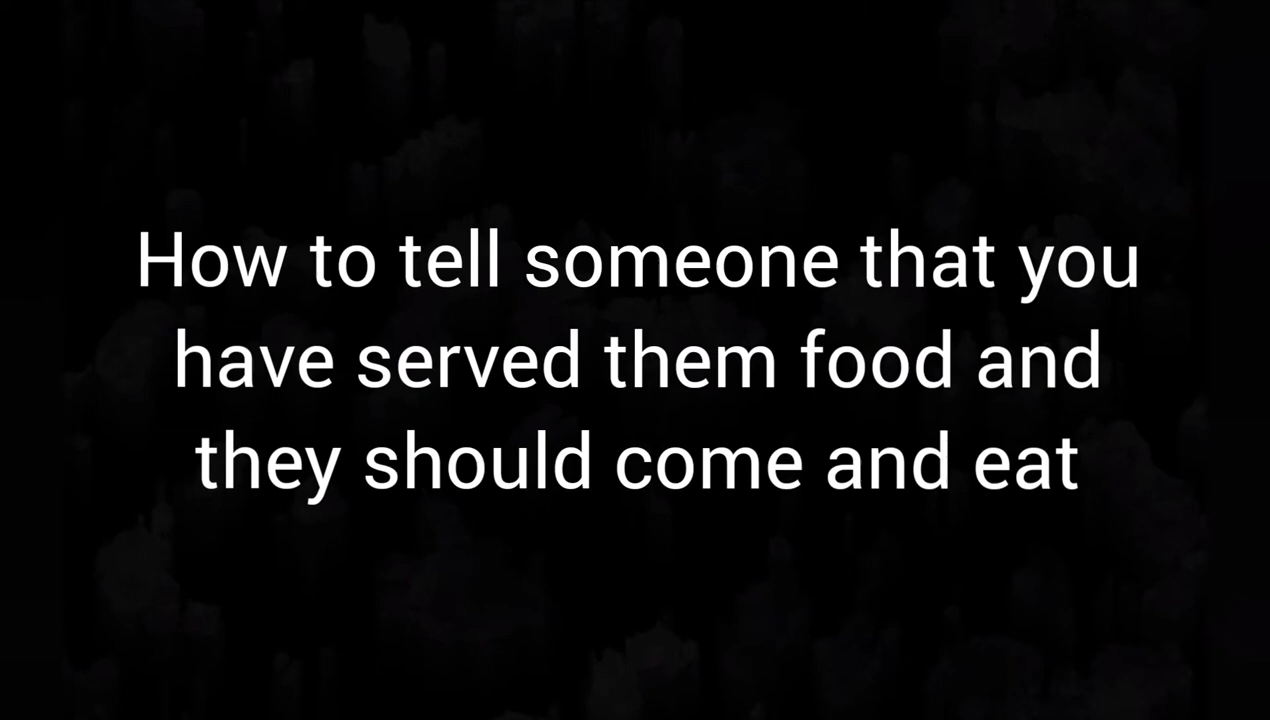 How to tell someone that you
have served them food and
they should come and eat